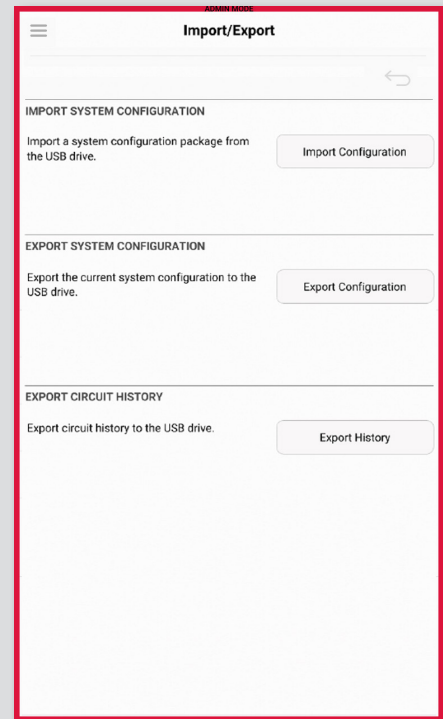 ADMIN MODE
Import/Export
IMPORT SYSTEM CONFIGURATION
Import a system configuration package from
the USB drive.
Import Configuration
EXPORT SYSTEM CONFIGURATION
Export the current system configuration to the
USB drive.
Export Configuration
EXPORT CIRCUIT HISTORY
Export circuit history to the USB drive.
Export History